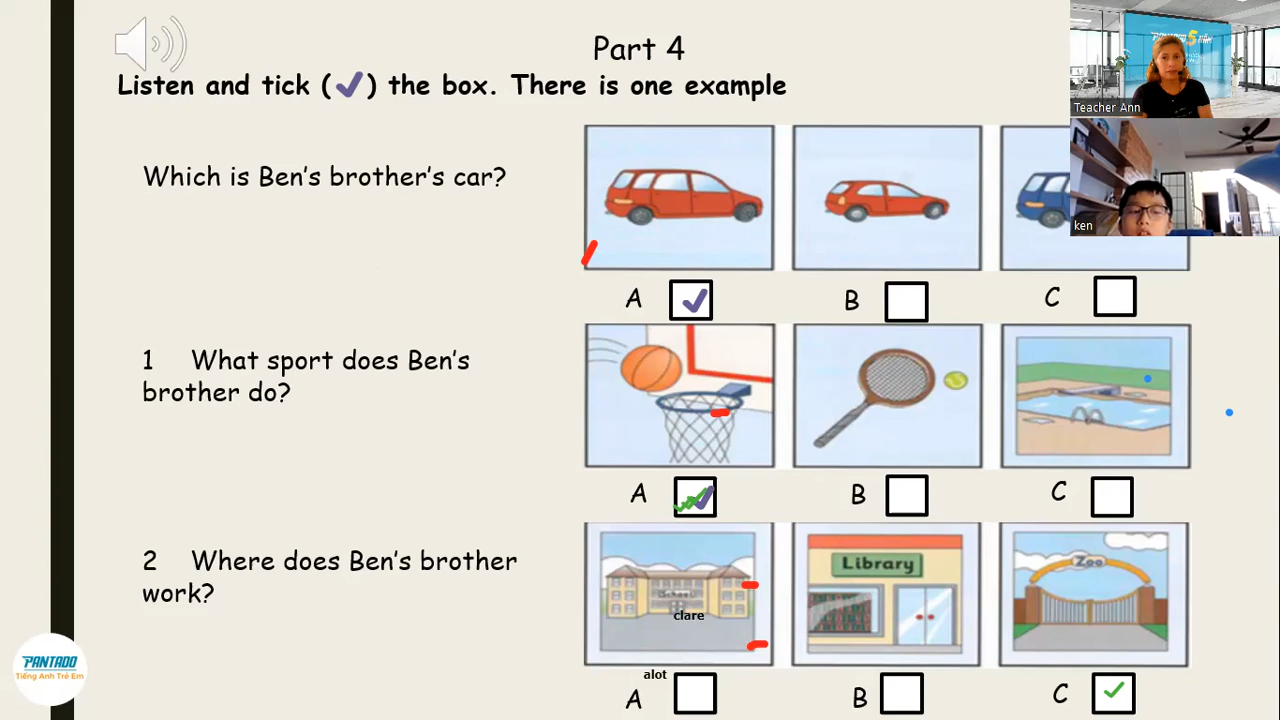 Part 4
Listen and tick (✓) the box. There is one example
Teacher Ann
ken
Which is Ben's brother's car?
A
B
C
1 What sport does Ben's
brother do?
A
B
C
2 Where does Ben's brother
work?
School
clare
Library
Zoo
alot
A
B
C
PANTADO
Tiếng Anh Trẻ Em